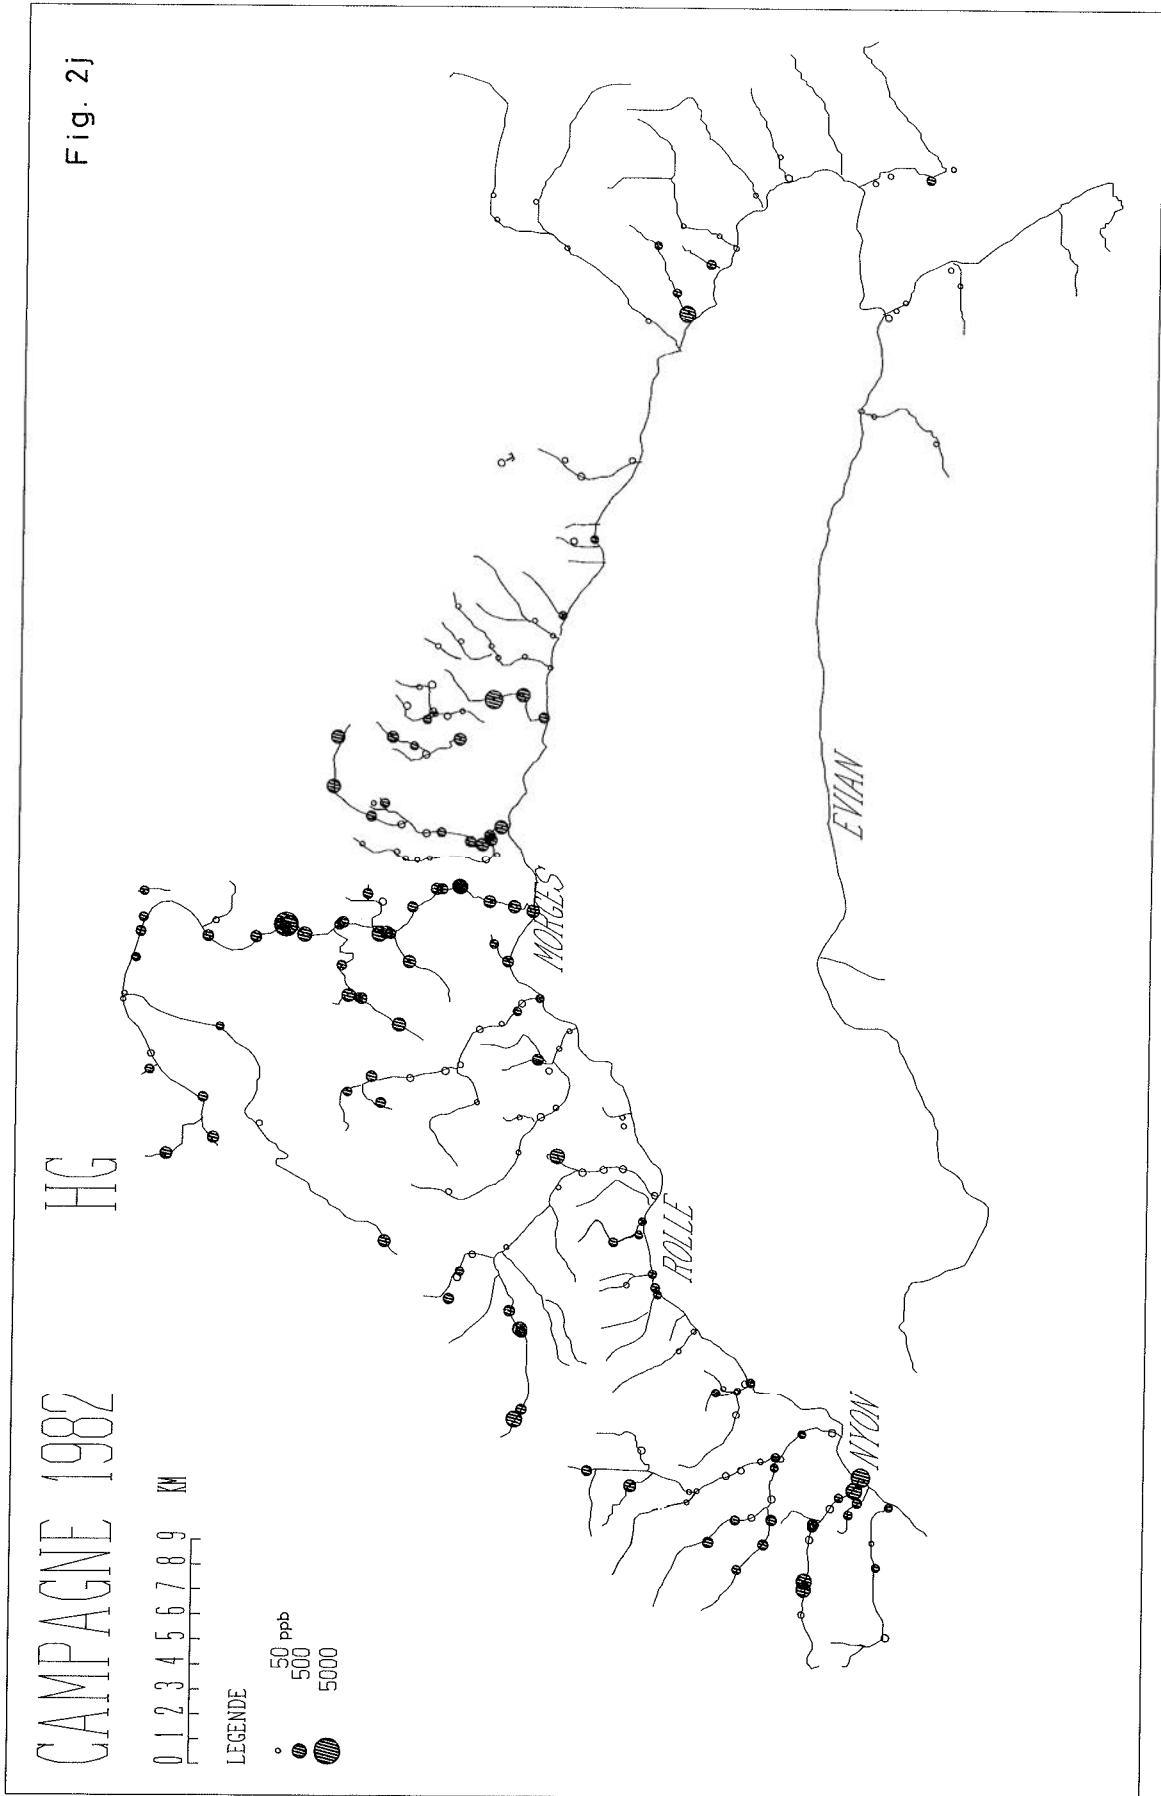 Fig. 2j
CAMPAGNE 1982 HG
0 1 2 3 4 5 6 7 8 9 KM
LEGENDE
50 ppb
500
5000
MORGES
ROLLE
NYON
EVIAN